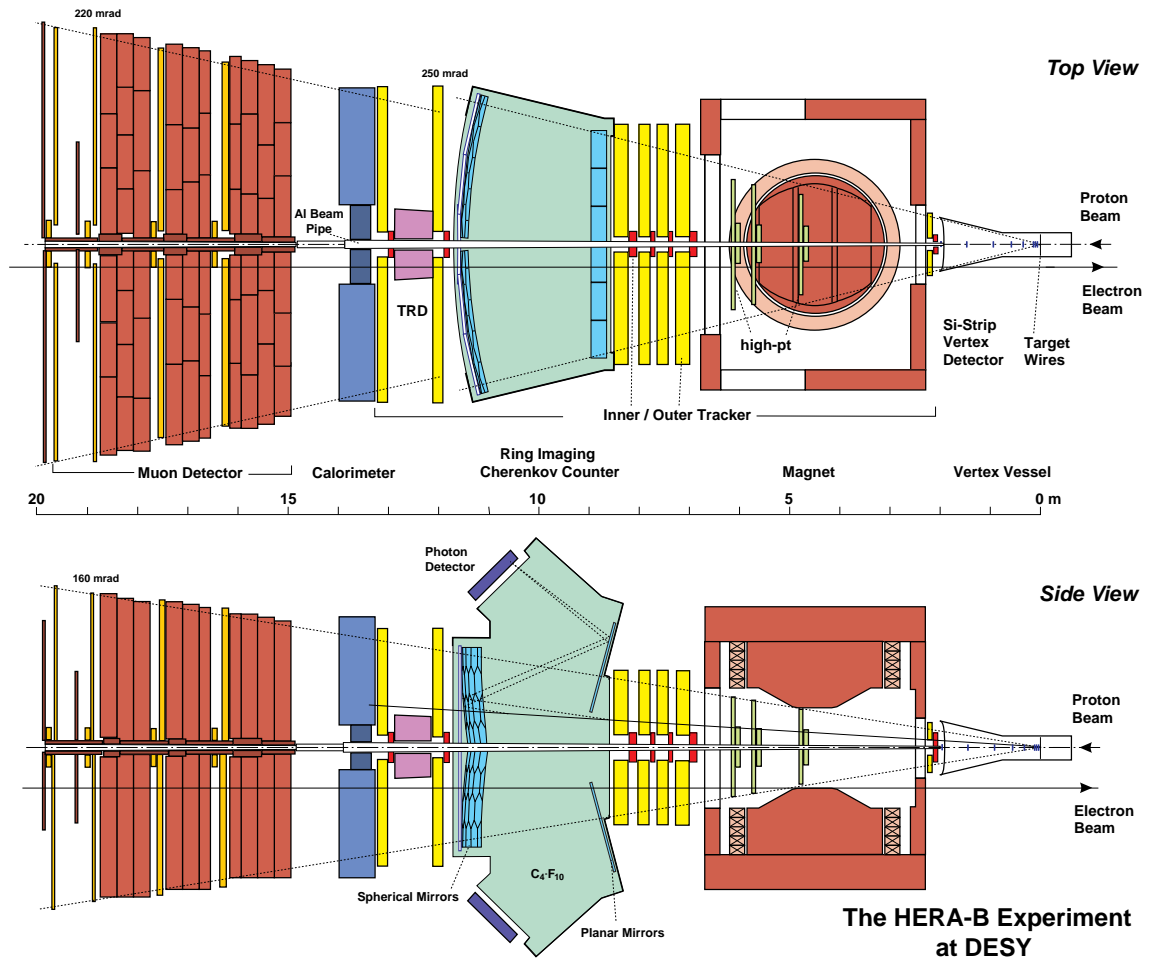 220 mrad
Top View
250 mrad
Al Beam
Pipe
Proton
Beam
Electron
Beam
TRD
Si-Strip
Vertex
Detector
Target
Wires
high-pt
Inner / Outer Tracker
Muon Detector
Calorimeter
Ring Imaging
Cherenkov Counter
Magnet
Vertex Vessel
20 15 10 5 0 m
Photon
Detector
160 mrad
Side View
Proton
Beam
Electron
Beam
C4F10
Spherical Mirrors
Planar Mirrors
The HERA-B Experiment
at DESY